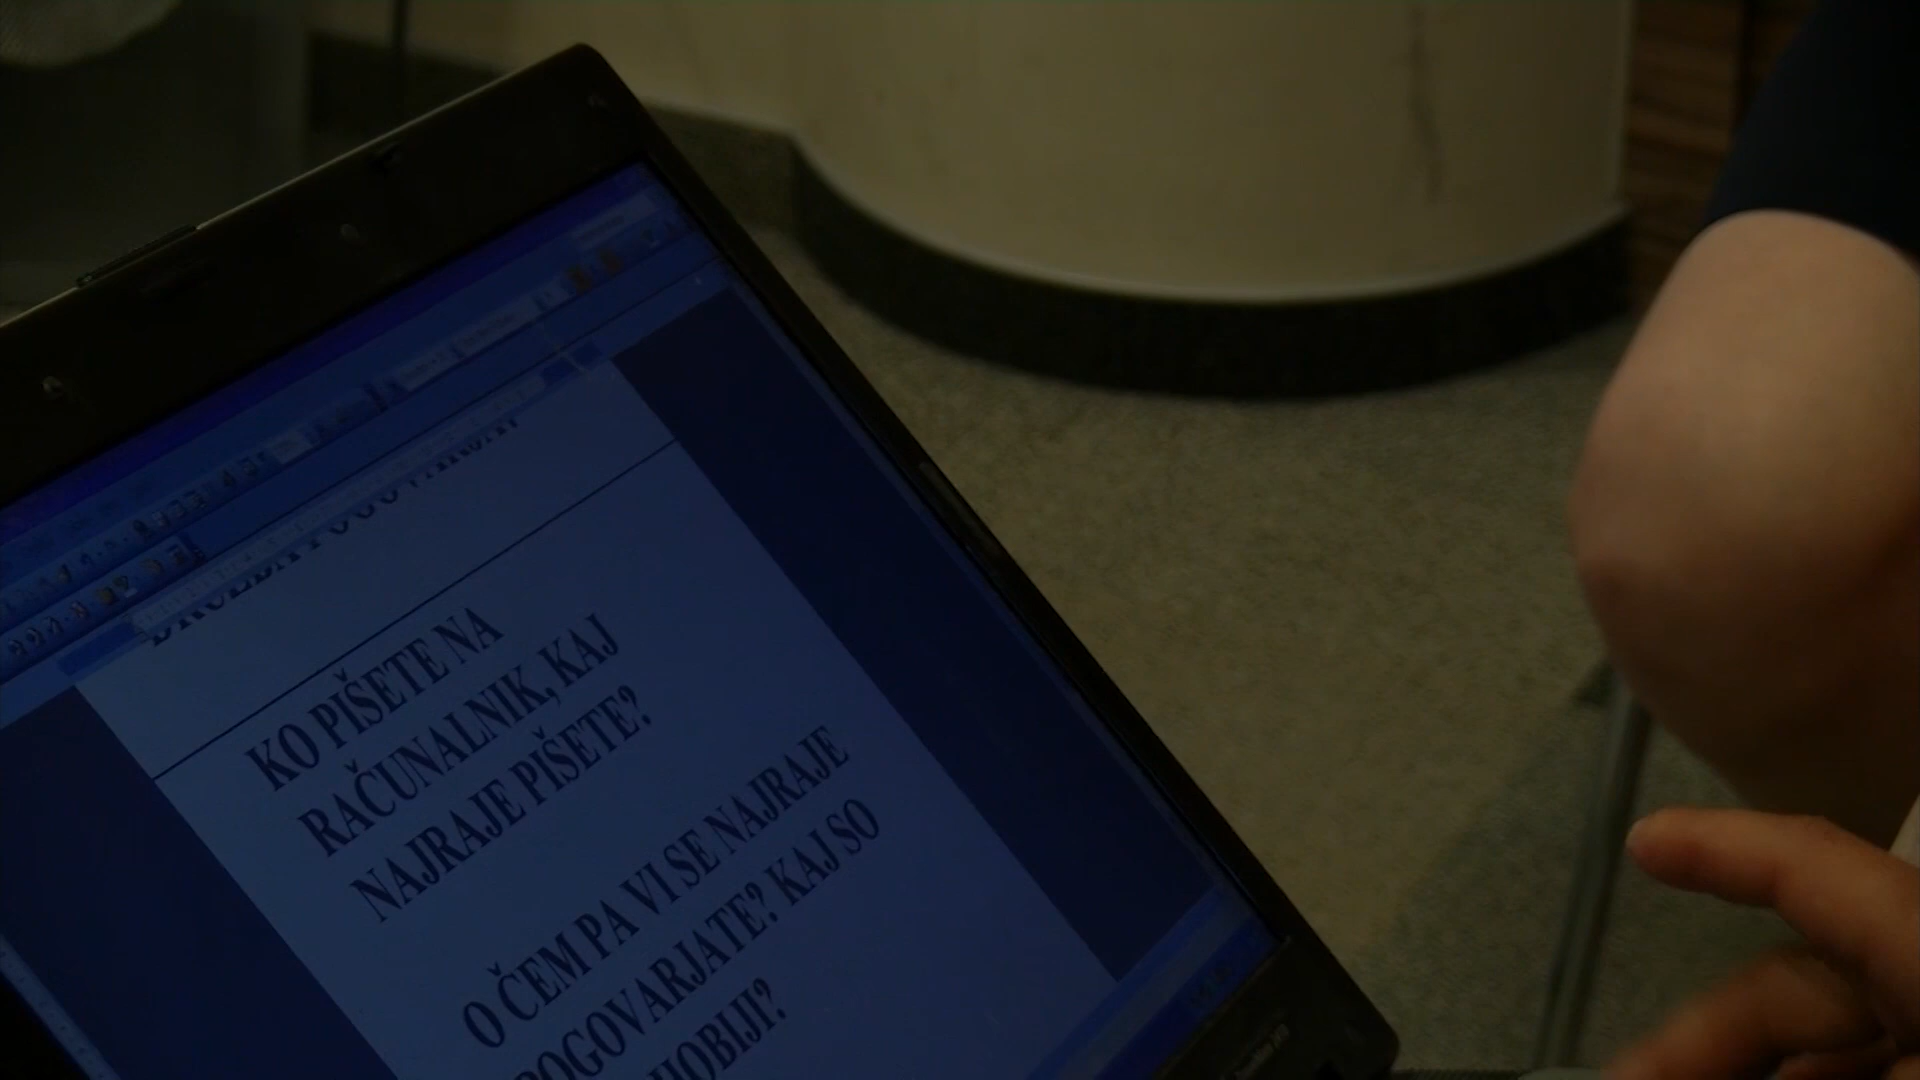 KO PIŠETE NA
RAČUNALNIK, KAJ
NAJRAJE PIŠETE?
O ČEM PA VI SE NAJRAJE
POGOVARJATE? KAJ SO
HOBIJI?